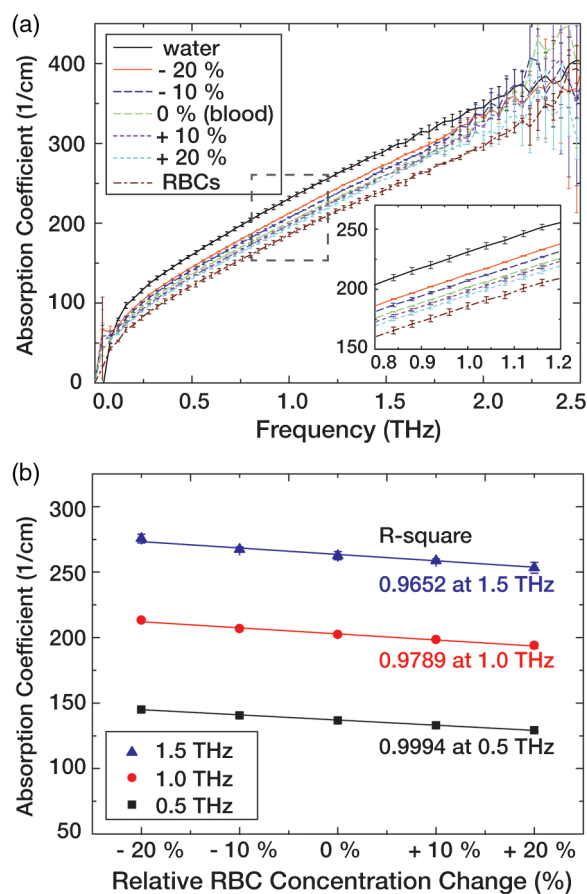 (a)
400
300
200
100
0
Absorption Coefficient (1/cm)
water
- 20 %
- 10 %
0 % (blood)
+ 10 %
+ 20 %
RBCs
250
200
150
0.8 0.9 1.0 1.1 1.2
0.0 0.5 1.0 1.5 2.0 2.5
Frequency (THz)
(b)
300
250
200
150
100
50
Absorption Coefficient (1/cm)
R-square
0.9652 at 1.5 THz
0.9789 at 1.0 THz
0.9994 at 0.5 THz
1.5 THz
1.0 THz
0.5 THz
- 20 % - 10 % 0 % + 10 % + 20 %
Relative RBC Concentration Change (%)